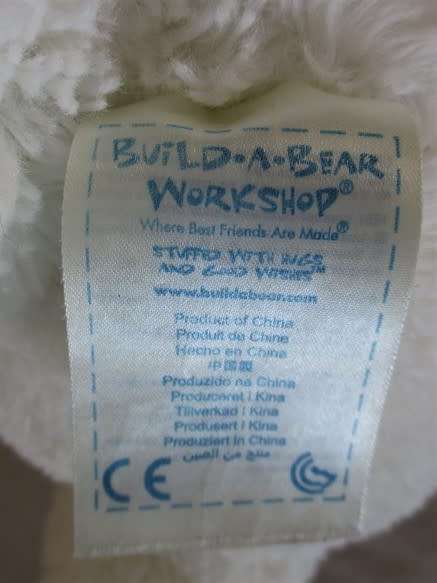 BUILD-A-BEAR
WORKSHOP®
Where Best Friends Are Made®
STUFFED WITH HUGS
AND GOOD WISHES™
www.buildabear.com
Product of China
Produit de Chine
Hecho en China
中国製
Produzido na China
Produceret i Kina
Tillverkad i Kina
Produsert i Kina
Produziert in China
منتج من الصين
CE